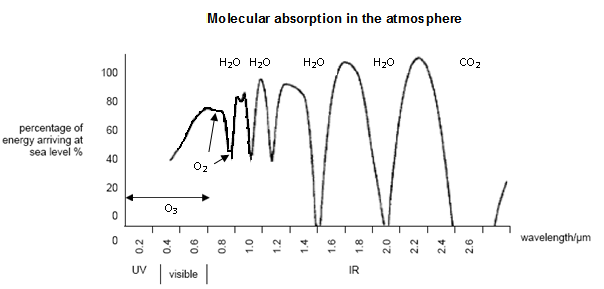 Molecular absorption in the atmosphere
H₂O H₂O H₂O H₂O CO₂
percentage of
energy arriving at
sea level %
100
80
60
40
20
0
O₂
O₃
0 0.2 0.4 0.6 0.8 1.0 1.2 1.4 1.6 1.8 2.0 2.2 2.4 2.6
wavelength/µm
UV visible IR